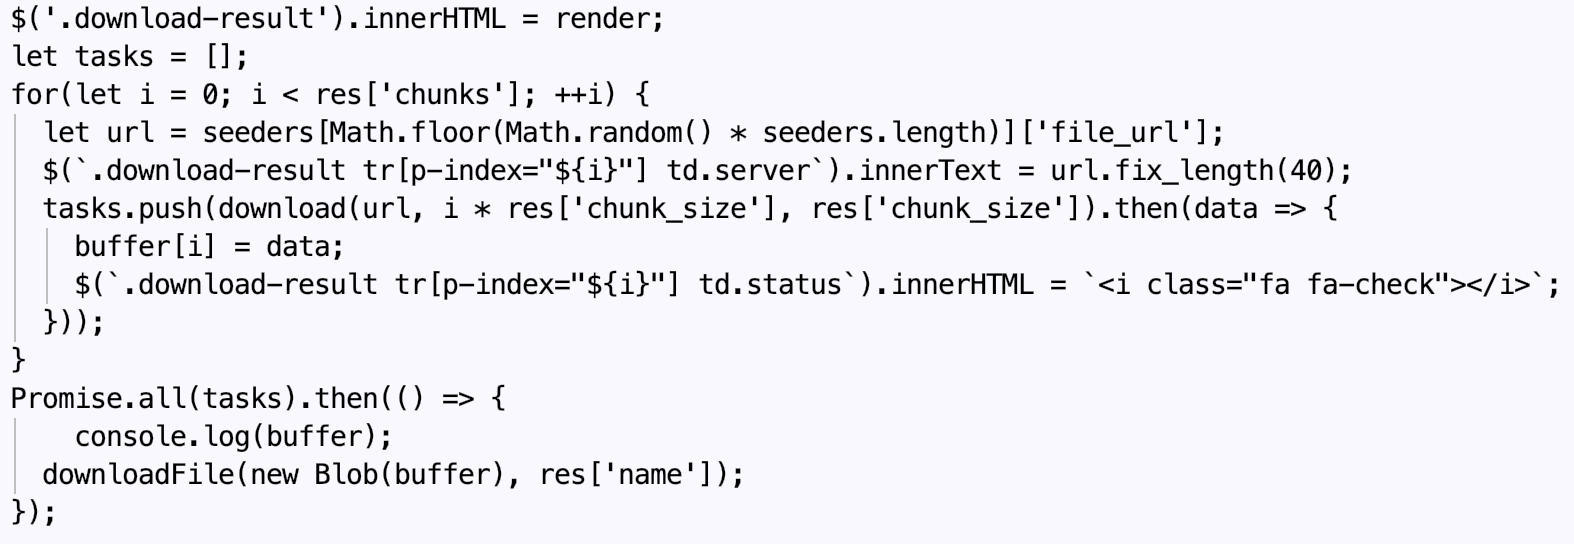 $('.download-result').innerHTML = render;
let tasks = [];
for(let i = 0; i < res['chunks']; ++i) {
let url = seeders[Math.floor(Math.random() * seeders.length)]['file_url'];
$(`.download-result tr[p-index="${i}"] td.server`).innerText = url.fix_length(40);
tasks.push(download(url, i * res['chunk_size'], res['chunk_size']).then(data => {
buffer[i] = data;
$(`.download-result tr[p-index="${i}"] td.status`).innerHTML = `<i class="fa fa-check"></i>`;
}));
}
Promise.all(tasks).then(() => {
console.log(buffer);
downloadFile(new Blob(buffer), res['name']);
});